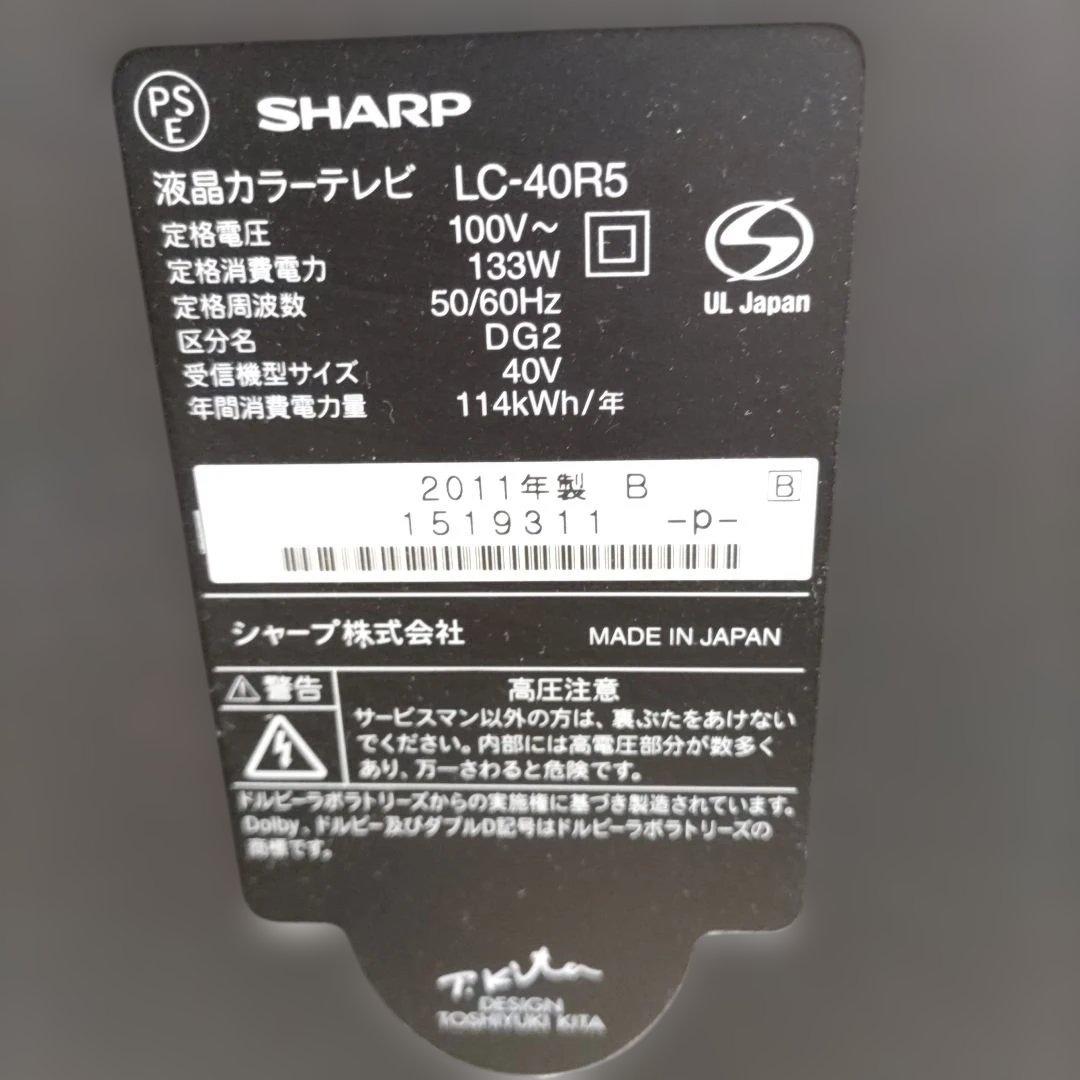 PSE SHARP
液晶カラーテレビ LC-40R5
定格電圧 100V～
定格消費電力 133W
定格周波数 50/60Hz
区分名 DG2
受信機型サイズ 40V
年間消費電力量 114kWh/年
UL Japan
2011年製 B B
1519311 -p-
シャープ株式会社 MADE IN JAPAN
⚠警告 高圧注意
サービスマン以外の方は、裏ぶたをあけない
でください。内部には高電圧部分が数多く
あり、万一さわると危険です。
ドルビーラボラトリーズからの実施権に基づき製造されています。
Dolby、ドルビー及びダブルD記号はドルビーラボラトリーズの
商標です。
T. Kita
DESIGN
TOSHIYUKI KITA